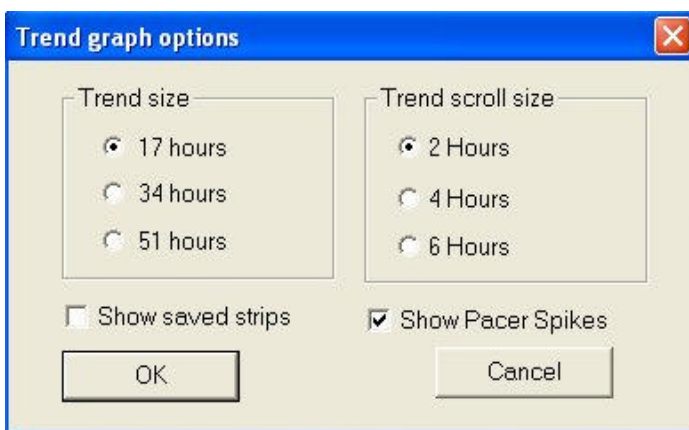 Trend graph options
Trend size
17 hours
34 hours
51 hours
Trend scroll size
2 Hours
4 Hours
6 Hours
Show saved strips
Show Pacer Spikes
OK
Cancel